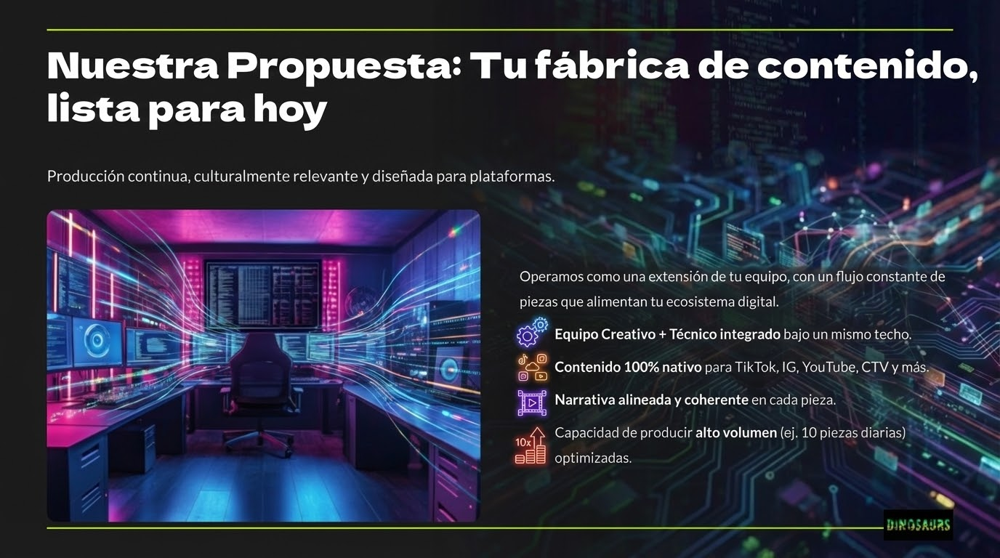 Nuestra Propuesta: Tu fábrica de contenido,
lista para hoy
Producción continua, culturalmente relevante y diseñada para plataformas.
Operamos como una extensión de tu equipo, con un flujo constante de
piezas que alimentan tu ecosistema digital.
Equipo Creativo + Técnico integrado bajo un mismo techo.
Contenido 100% nativo para TikTok, IG, YouTube, CTV y más.
Narrativa alineada y coherente en cada pieza.
10x
Capacidad de producir alto volumen (ej. 10 piezas diarias)
optimizadas.
DINOSAURS